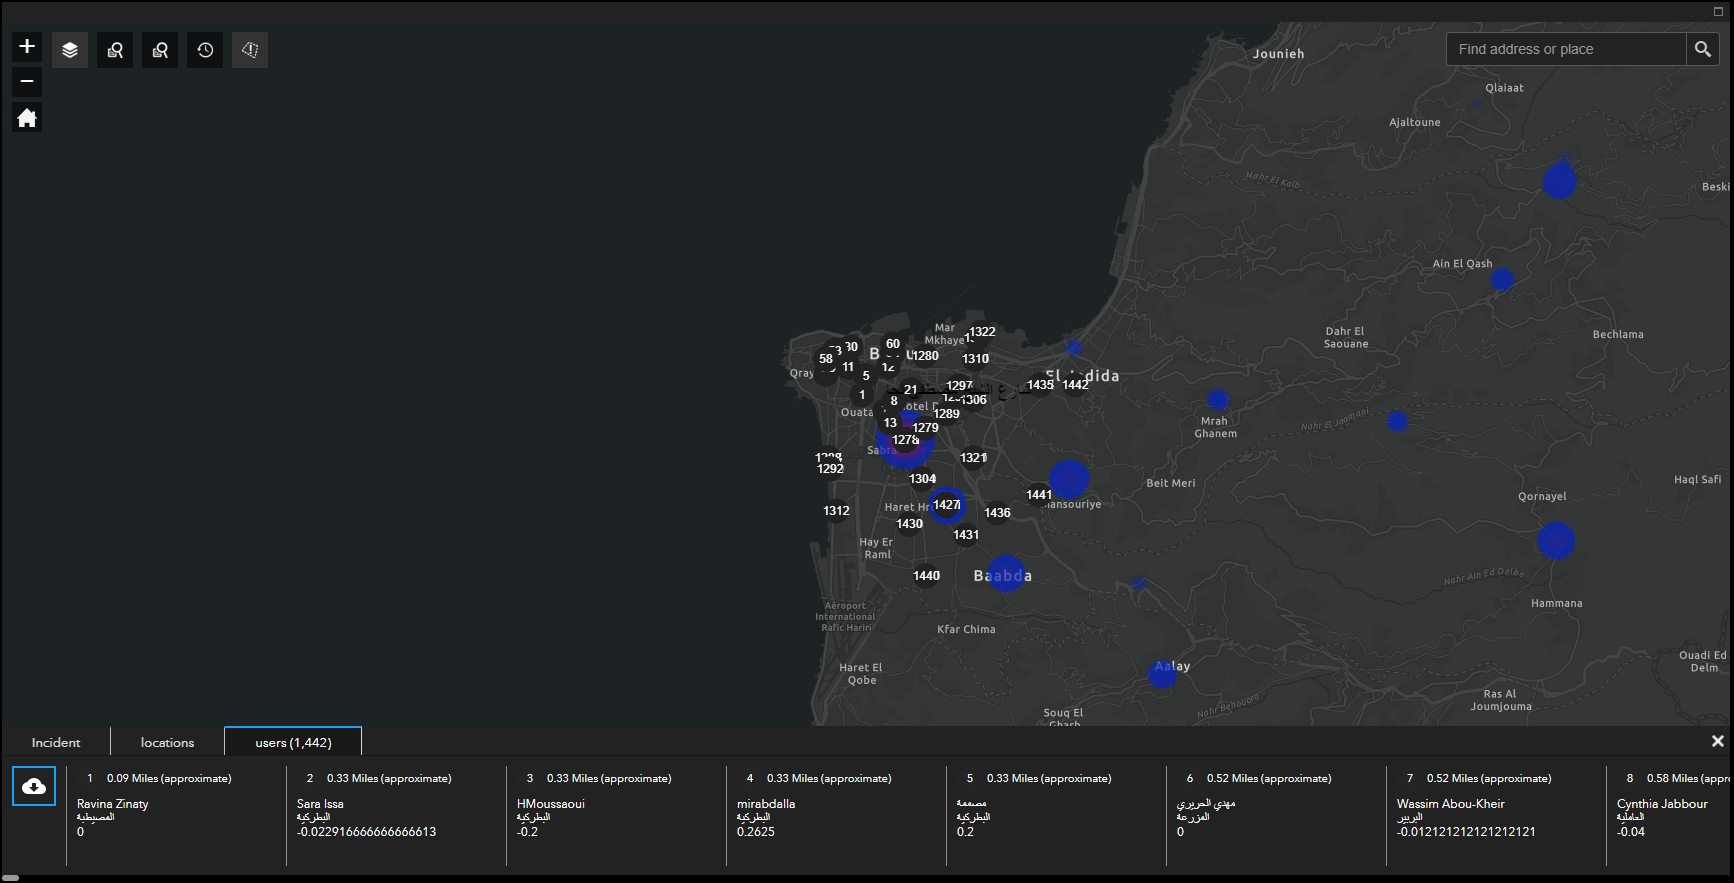 Find address or place
Jounieh
Qlaiaat
Ajaltoune
Nahr El Kalb
Beski
Ain El Qash
Mar
Mkhaye
1322
Dahr El
Saouane
Bechlama
60
1280
1310
80
58
11
12
Qray
5
El Jdida
1435
1442
1
21
1297
8
1306
Ouata
otel D
1289
13
1279
Mrah
Ghanem
Nahr El Jaamani
1278
Sabra
1292
1321
1304
Beit Meri
Haql Safi
Qornayel
1441
Mansouriye
1427
Haret Hr
1312
1436
1430
1431
Hay Er
Raml
1440
Baabda
Nahr Ain Ed Delbe
Hammana
Aéroport
International
Rafic Hariri
Kfar Chima
Haret El
Qobe
Aalay
Ouadi Ed
Delm
Ras Al
Joumjouma
Nahr Behouara
Souq El
Gharb
Incident
locations
users (1,442)
1 0.09 Miles (approximate)
Ravina Zinaty
المصيطبة
0
2 0.33 Miles (approximate)
Sara Issa
البطركية
-0.022916666666666613
3 0.33 Miles (approximate)
HMoussaoui
البطركية
-0.2
4 0.33 Miles (approximate)
mirabdalla
البطركية
0.2625
5 0.33 Miles (approximate)
مصممة
البطركية
0.2
6 0.52 Miles (approximate)
مهدي الحريري
المزرعة
0
7 0.52 Miles (approximate)
Wassim Abou-Kheir
البربير
-0.012121212121212121
8 0.58 Miles (appr
Cynthia Jabbour
العاملية
-0.04